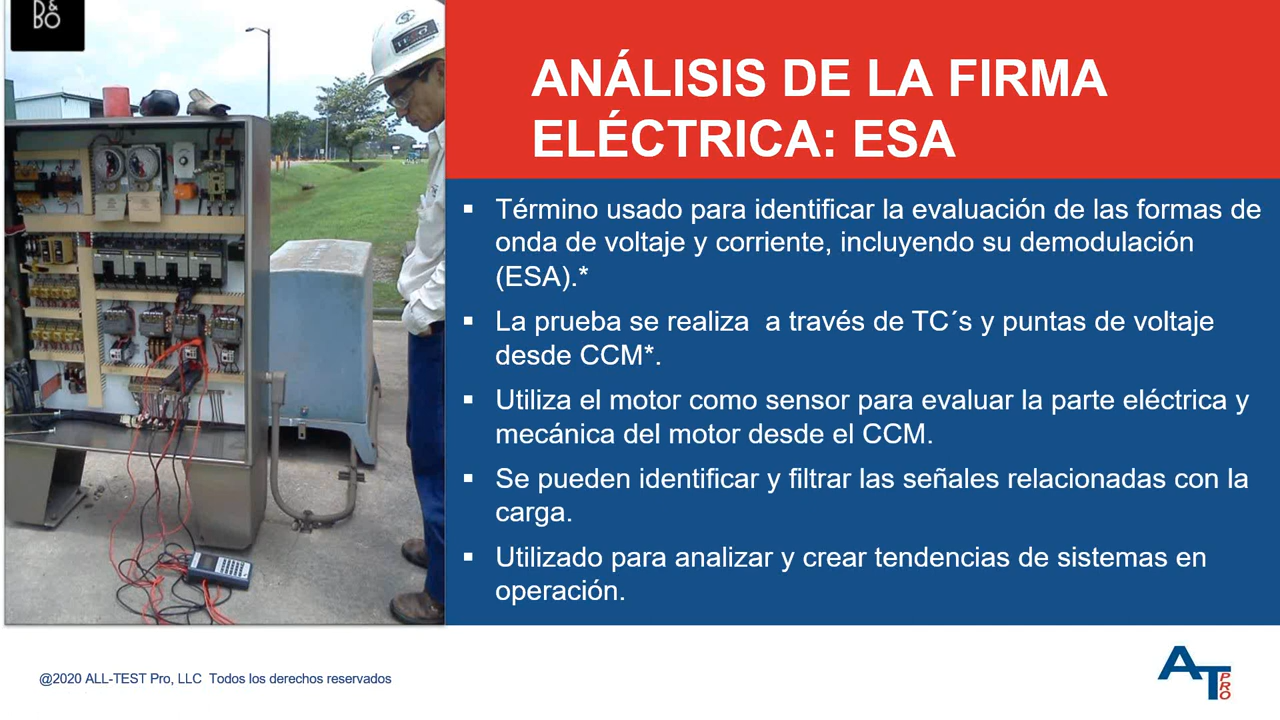 B&
BO
ANÁLISIS DE LA FIRMA
ELÉCTRICA: ESA
▪ Término usado para identificar la evaluación de las formas de
onda de voltaje y corriente, incluyendo su demodulación
(ESA).*
▪ La prueba se realiza  a través de TC´s y puntas de voltaje
desde CCM*.
▪ Utiliza el motor como sensor para evaluar la parte eléctrica y
mecánica del motor desde el CCM.
▪ Se pueden identificar y filtrar las señales relacionadas con la
carga.
▪ Utilizado para analizar y crear tendencias de sistemas en
operación.
@2020 ALL-TEST Pro, LLC  Todos los derechos reservados
AT
PRO